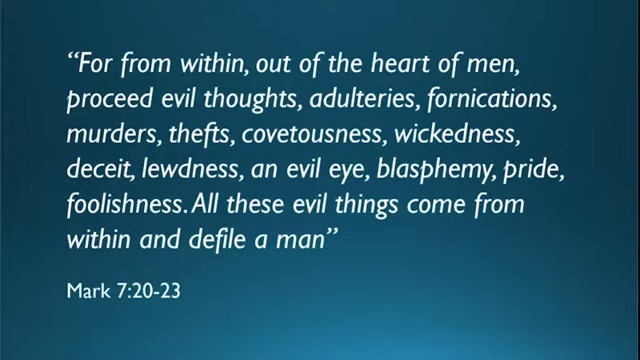 “For from within, out of the heart of men,
proceed evil thoughts, adulteries, fornications,
murders, thefts, covetousness, wickedness,
deceit, lewdness, an evil eye, blasphemy, pride,
foolishness. All these evil things come from
within and defile a man”
Mark 7:20-23